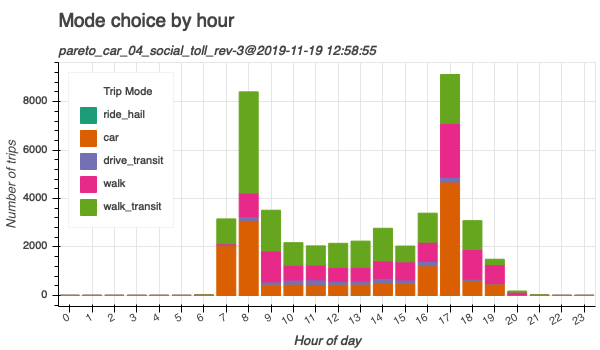 Mode choice by hour
pareto_car_04_social_toll_rev-3@2019-11-19 12:58:55
Number of trips
8000
6000
4000
2000
0
Trip Mode
ride_hail
car
drive_transit
walk
walk_transit
0 1 2 3 4 5 6 7 8 9 10 11 12 13 14 15 16 17 18 19 20 21 22 23
Hour of day